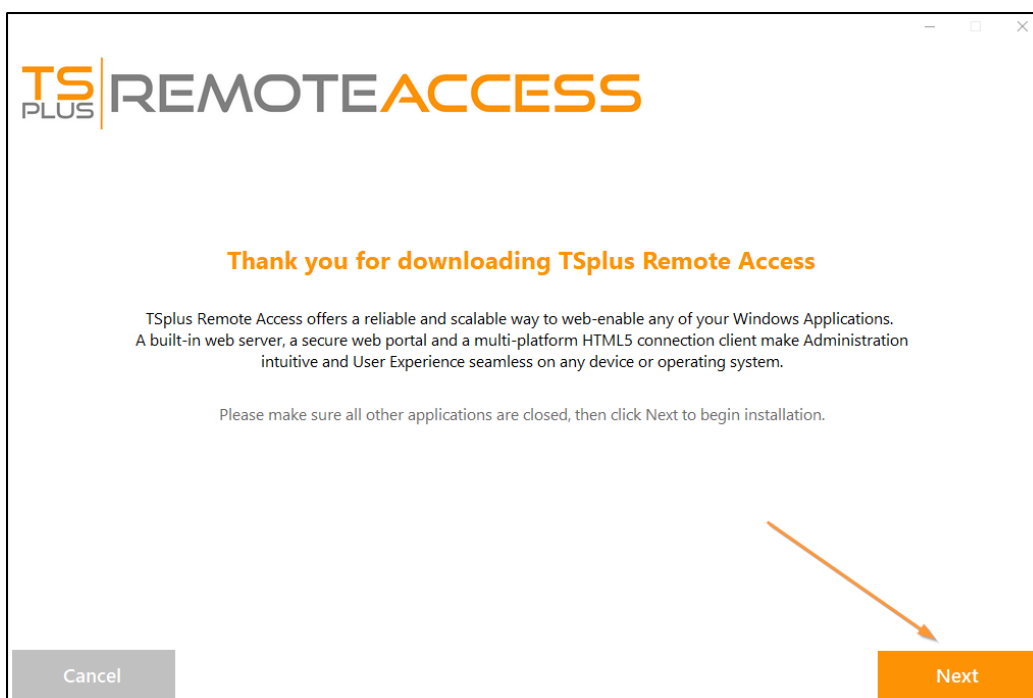 TS PLUS REMOTEACCESS
Thank you for downloading TSplus Remote Access
TSplus Remote Access offers a reliable and scalable way to web-enable any of your Windows Applications.
A built-in web server, a secure web portal and a multi-platform HTML5 connection client make Administration
intuitive and User Experience seamless on any device or operating system.
Please make sure all other applications are closed, then click Next to begin installation.
Cancel
Next